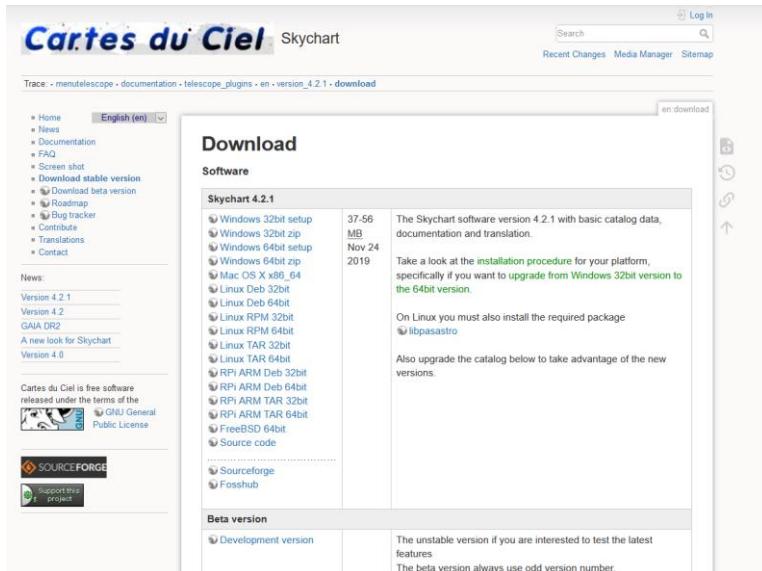 Log In
Cartes du Ciel Skychart
Search
Recent Changes Media Manager Sitemap
Trace: • menutelescope • documentation • telescope_plugins • en • version_4.2.1 • download
en:download
Home
English (en)
News
Documentation
FAQ
Screen shot
Download stable version
Download beta version
Roadmap
Bug tracker
Contribute
Translations
Contact
News:
Version 4.2.1
Version 4.2
GAIA DR2
A new look for Skychart
Version 4.0
Cartes du Ciel is free software
released under the terms of the
GNU
GNU General
Public License
SOURCEFORGE
Support this
project
Download
Software
Skychart 4.2.1
Windows 32bit setup
Windows 32bit zip
Windows 64bit setup
Windows 64bit zip
Mac OS X x86_64
Linux Deb 32bit
Linux Deb 64bit
Linux RPM 32bit
Linux RPM 64bit
Linux TAR 32bit
Linux TAR 64bit
RPi ARM Deb 32bit
RPi ARM Deb 64bit
RPi ARM TAR 32bit
RPi ARM TAR 64bit
FreeBSD 64bit
Source code
Sourceforge
Fosshub
37-56
MB
Nov 24
2019
The Skychart software version 4.2.1 with basic catalog data,
documentation and translation.
Take a look at the installation procedure for your platform,
specifically if you want to upgrade from Windows 32bit version to
the 64bit version.
On Linux you must also install the required package
libpasastro
Also upgrade the catalog below to take advantage of the new
versions.
Beta version
Development version
The unstable version if you are interested to test the latest
features
The beta version always use odd version number.